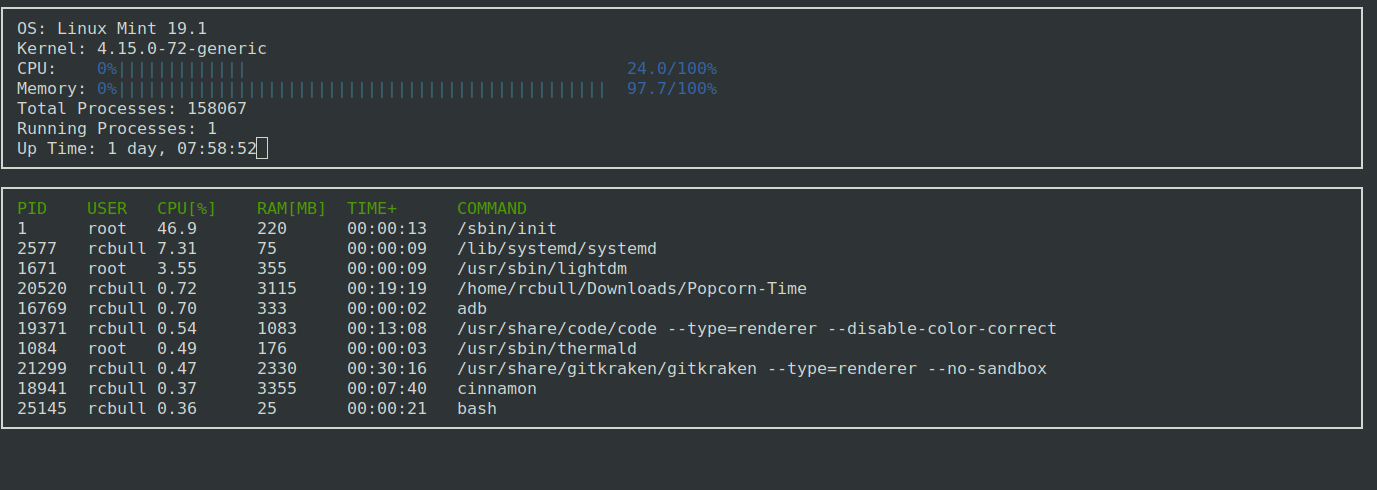 OS: Linux Mint 19.1
Kernel: 4.15.0-72-generic
CPU:    0%|||||||||||||                                      24.0/100%
Memory: 0%|||||||||||||||||||||||||||||||||||||||||||||||||  97.7/100%
Total Processes: 158067
Running Processes: 1
Up Time: 1 day, 07:58:52
PID    USER   CPU[%]    RAM[MB]  TIME+      COMMAND
1      root   46.9      220      00:00:13   /sbin/init
2577   rcbull 7.31      75       00:00:09   /lib/systemd/systemd
1671   root   3.55      355      00:00:09   /usr/sbin/lightdm
20520  rcbull 0.72      3115     00:19:19   /home/rcbull/Downloads/Popcorn-Time
16769  rcbull 0.70      333      00:00:02   adb
19371  rcbull 0.54      1083     00:13:08   /usr/share/code/code --type=renderer --disable-color-correct
1084   root   0.49      176      00:00:03   /usr/sbin/thermald
21299  rcbull 0.47      2330     00:30:16   /usr/share/gitkraken/gitkraken --type=renderer --no-sandbox
18941  rcbull 0.37      3355     00:07:40   cinnamon
25145  rcbull 0.36      25       00:00:21   bash